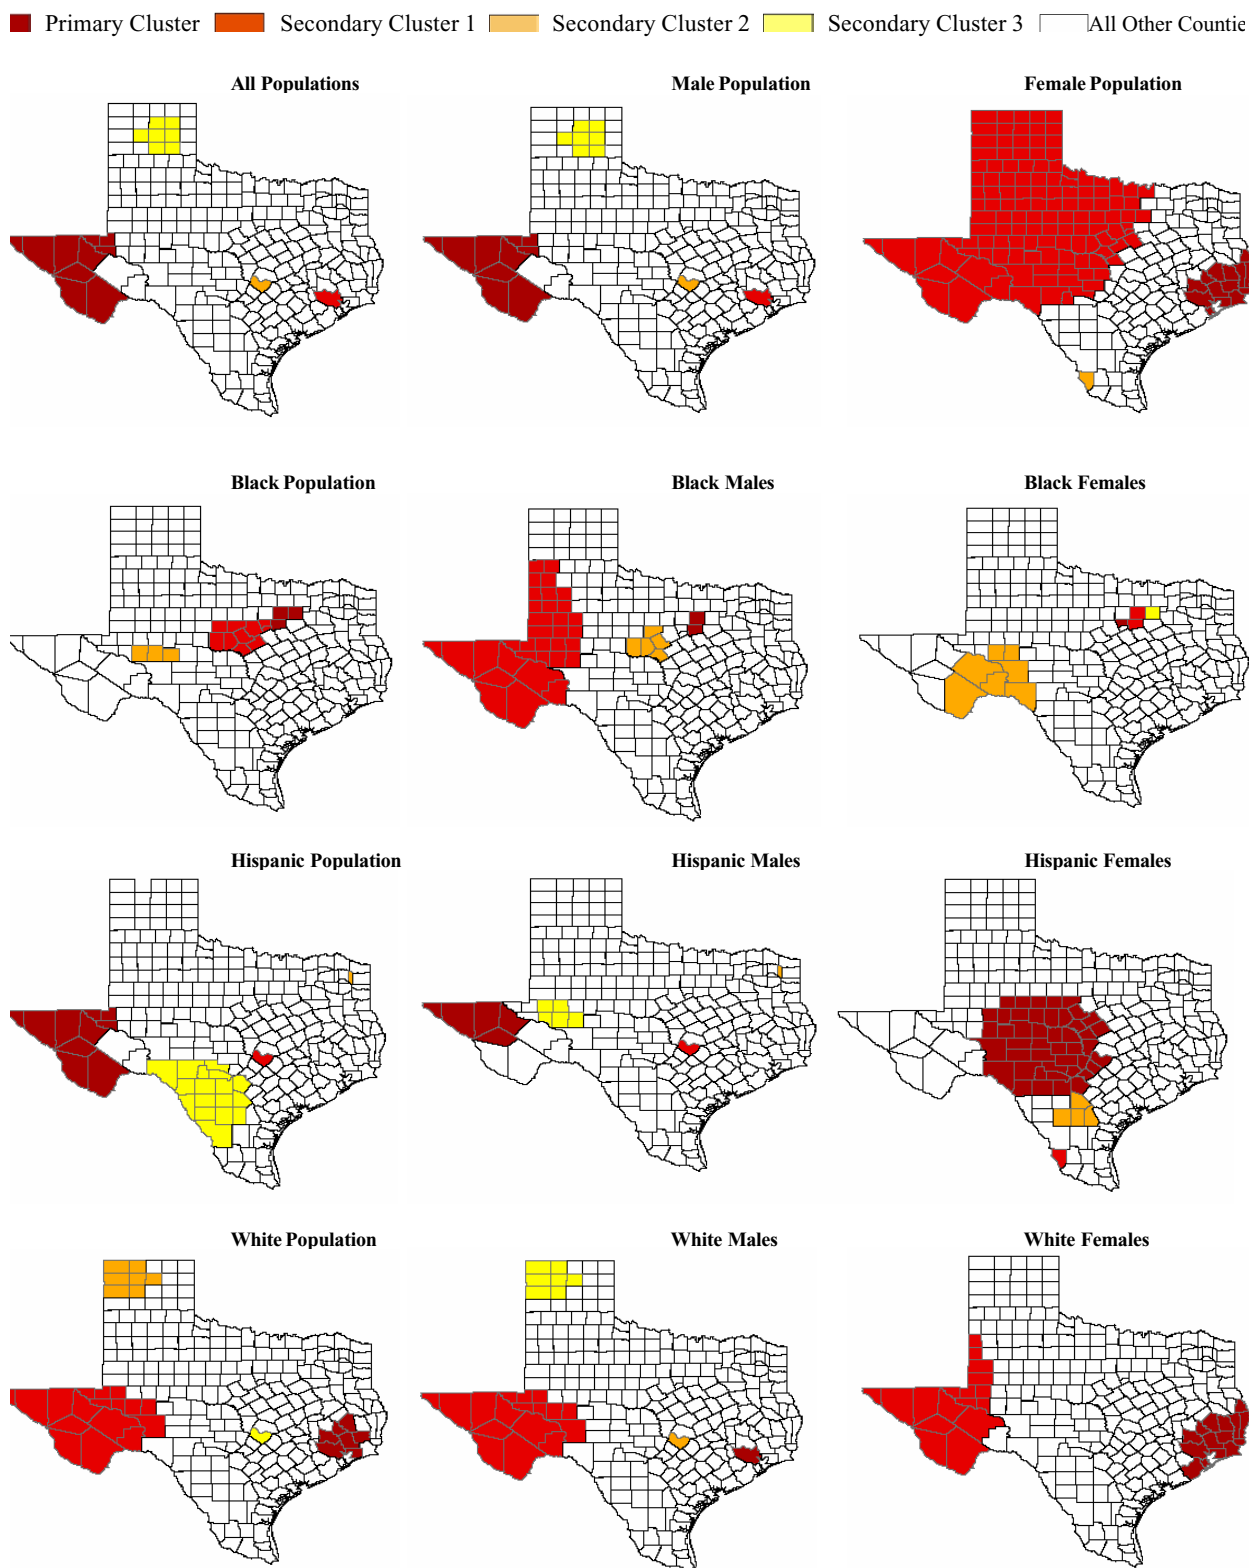 Primary Cluster Secondary Cluster 1 Secondary Cluster 2 Secondary Cluster 3 All Other Countie
All Populations Male Population Female Population
Black Population Black Males Black Females
Hispanic Population Hispanic Males Hispanic Females
White Population White Males White Females